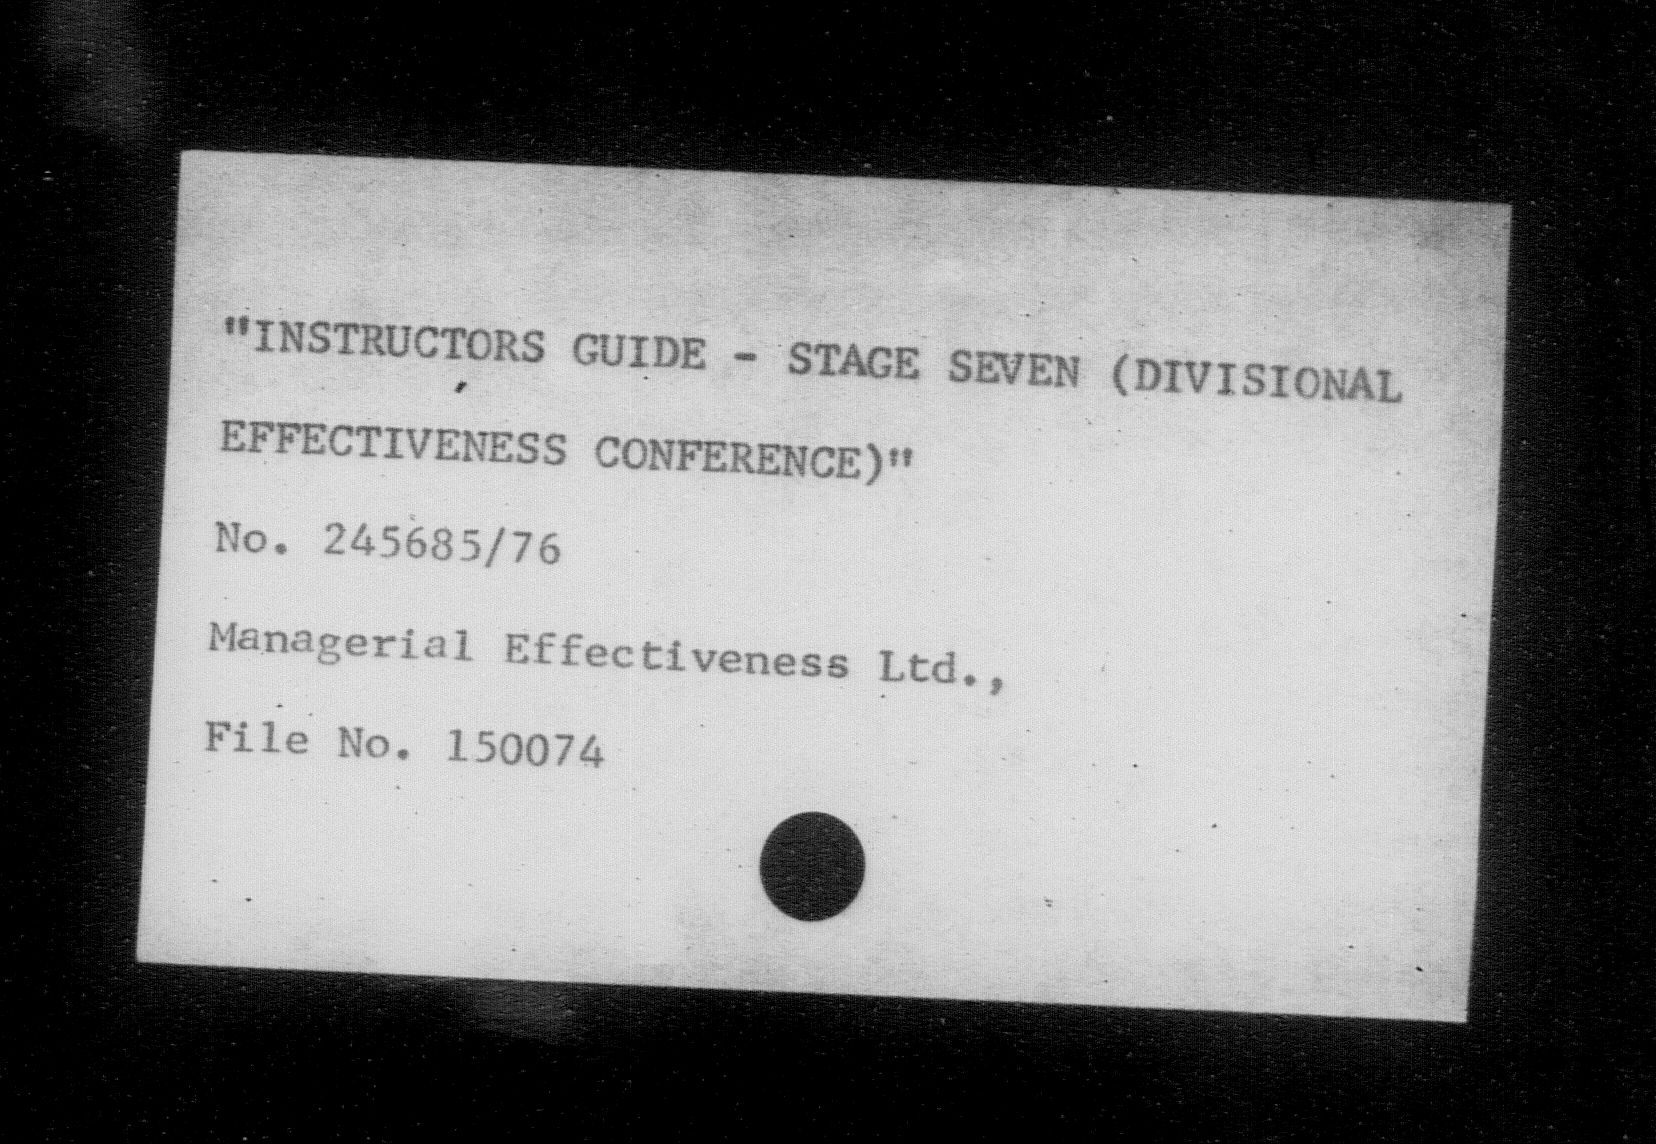 "INSTRUCTORS GUIDE - STAGE SEVEN (DIVISIONAL
EFFECTIVENESS CONFERENCE)"
No. 245685/76
Managerial Effectiveness Ltd.,
File No. 150074